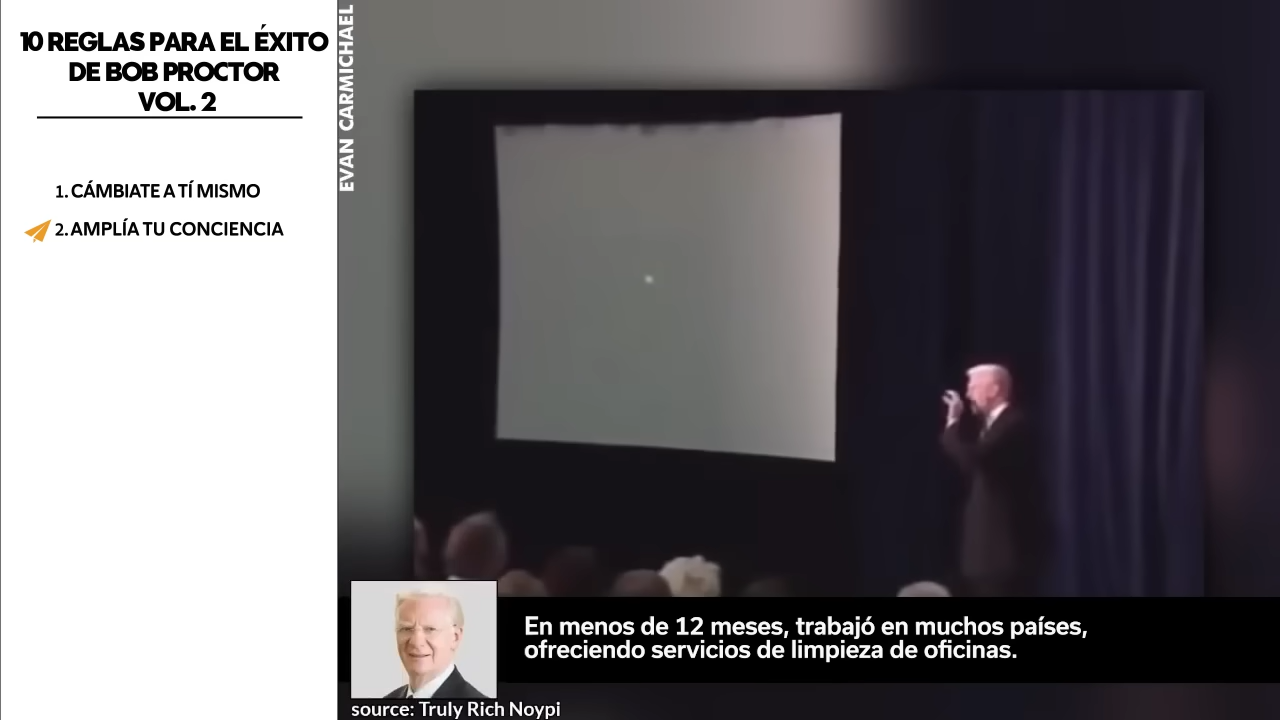 10 REGLAS PARA EL ÉXITO
DE BOB PROCTOR
VOL. 2
1. CÁMBIATE A TÍ MISMO
2. AMPLÍA TU CONCIENCIA
EVAN CARMICHAEL
En menos de 12 meses, trabajó en muchos países,
ofreciendo servicios de limpieza de oficinas.
source: Truly Rich Noypi